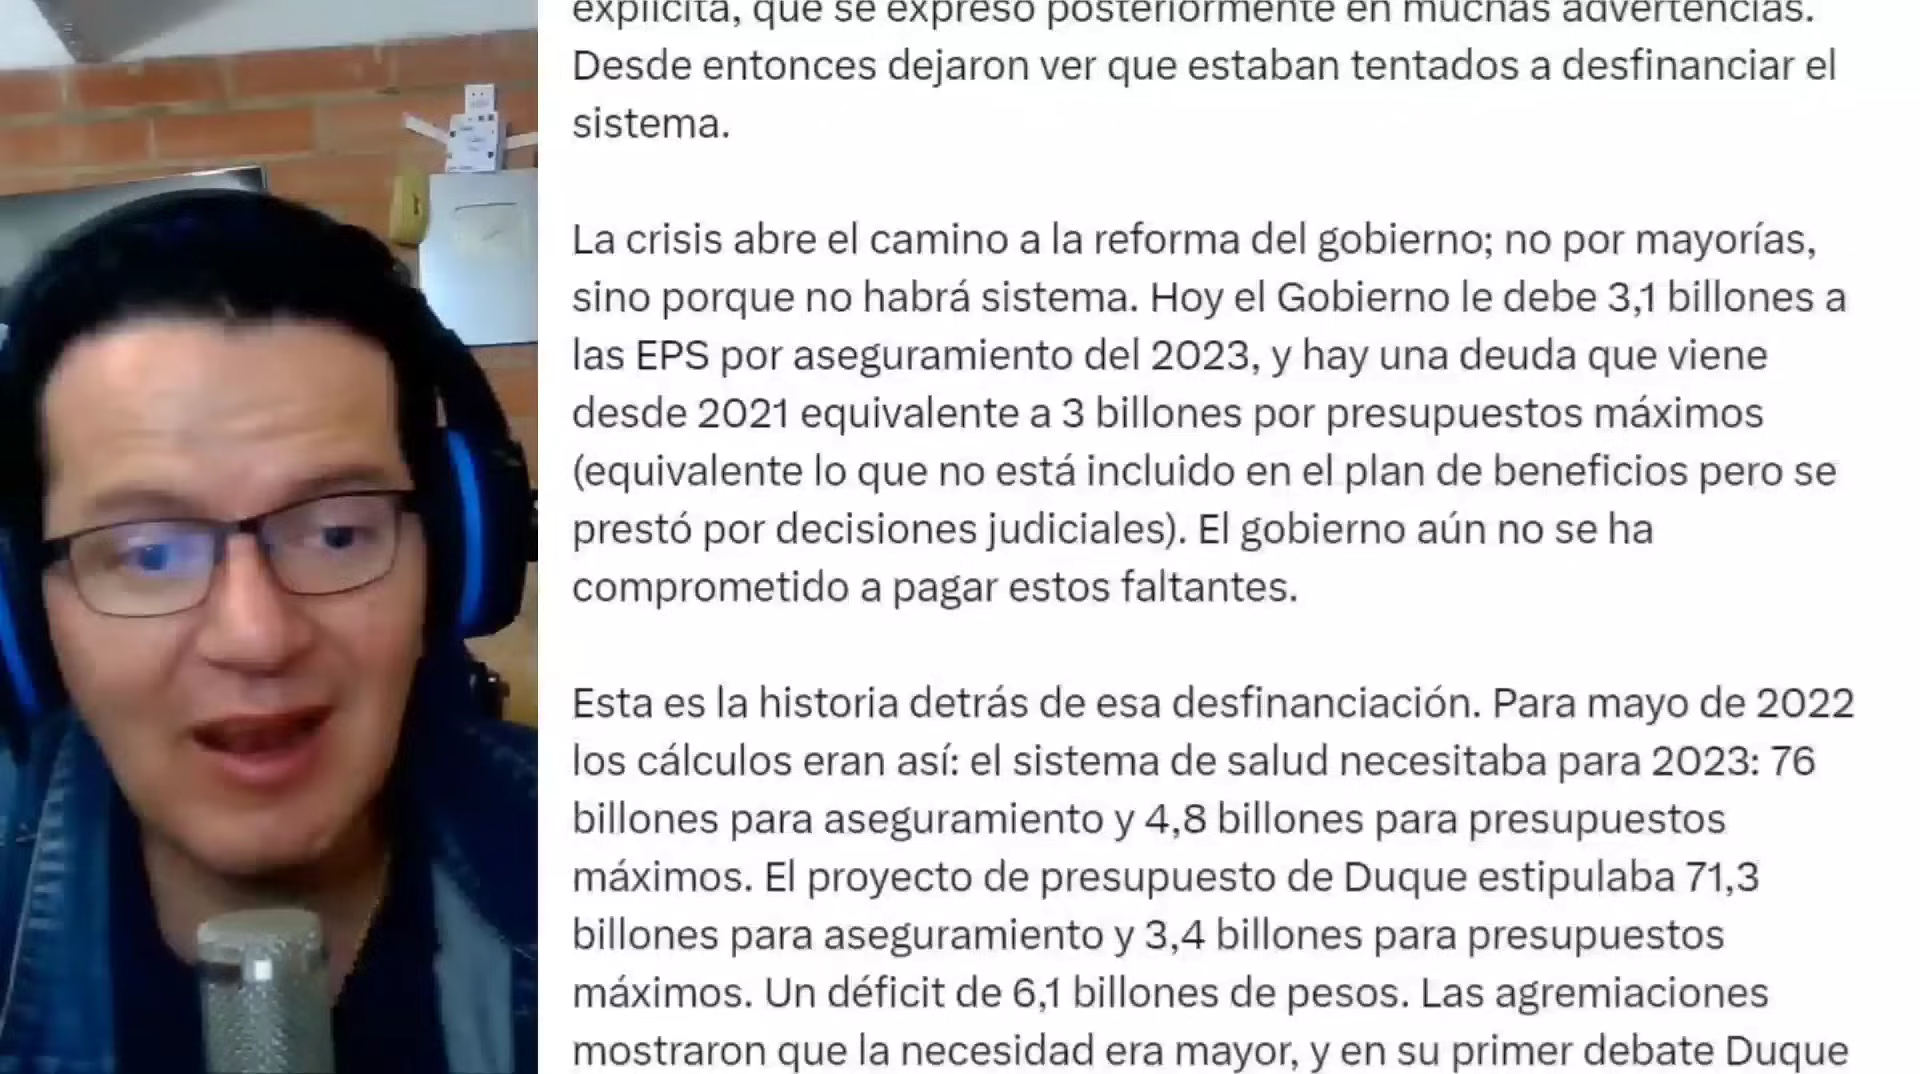 explícita, que se expresó posteriormente en muchas advertencias.
Desde entonces dejaron ver que estaban tentados a desfinanciar el
sistema.
La crisis abre el camino a la reforma del gobierno; no por mayorías,
sino porque no habrá sistema. Hoy el Gobierno le debe 3,1 billones a
las EPS por aseguramiento del 2023, y hay una deuda que viene
desde 2021 equivalente a 3 billones por presupuestos máximos
(equivalente lo que no está incluido en el plan de beneficios pero se
prestó por decisiones judiciales). El gobierno aún no se ha
comprometido a pagar estos faltantes.
Esta es la historia detrás de esa desfinanciación. Para mayo de 2022
los cálculos eran así: el sistema de salud necesitaba para 2023: 76
billones para aseguramiento y 4,8 billones para presupuestos
máximos. El proyecto de presupuesto de Duque estipulaba 71,3
billones para aseguramiento y 3,4 billones para presupuestos
máximos. Un déficit de 6,1 billones de pesos. Las agremiaciones
mostraron que la necesidad era mayor, y en su primer debate Duque